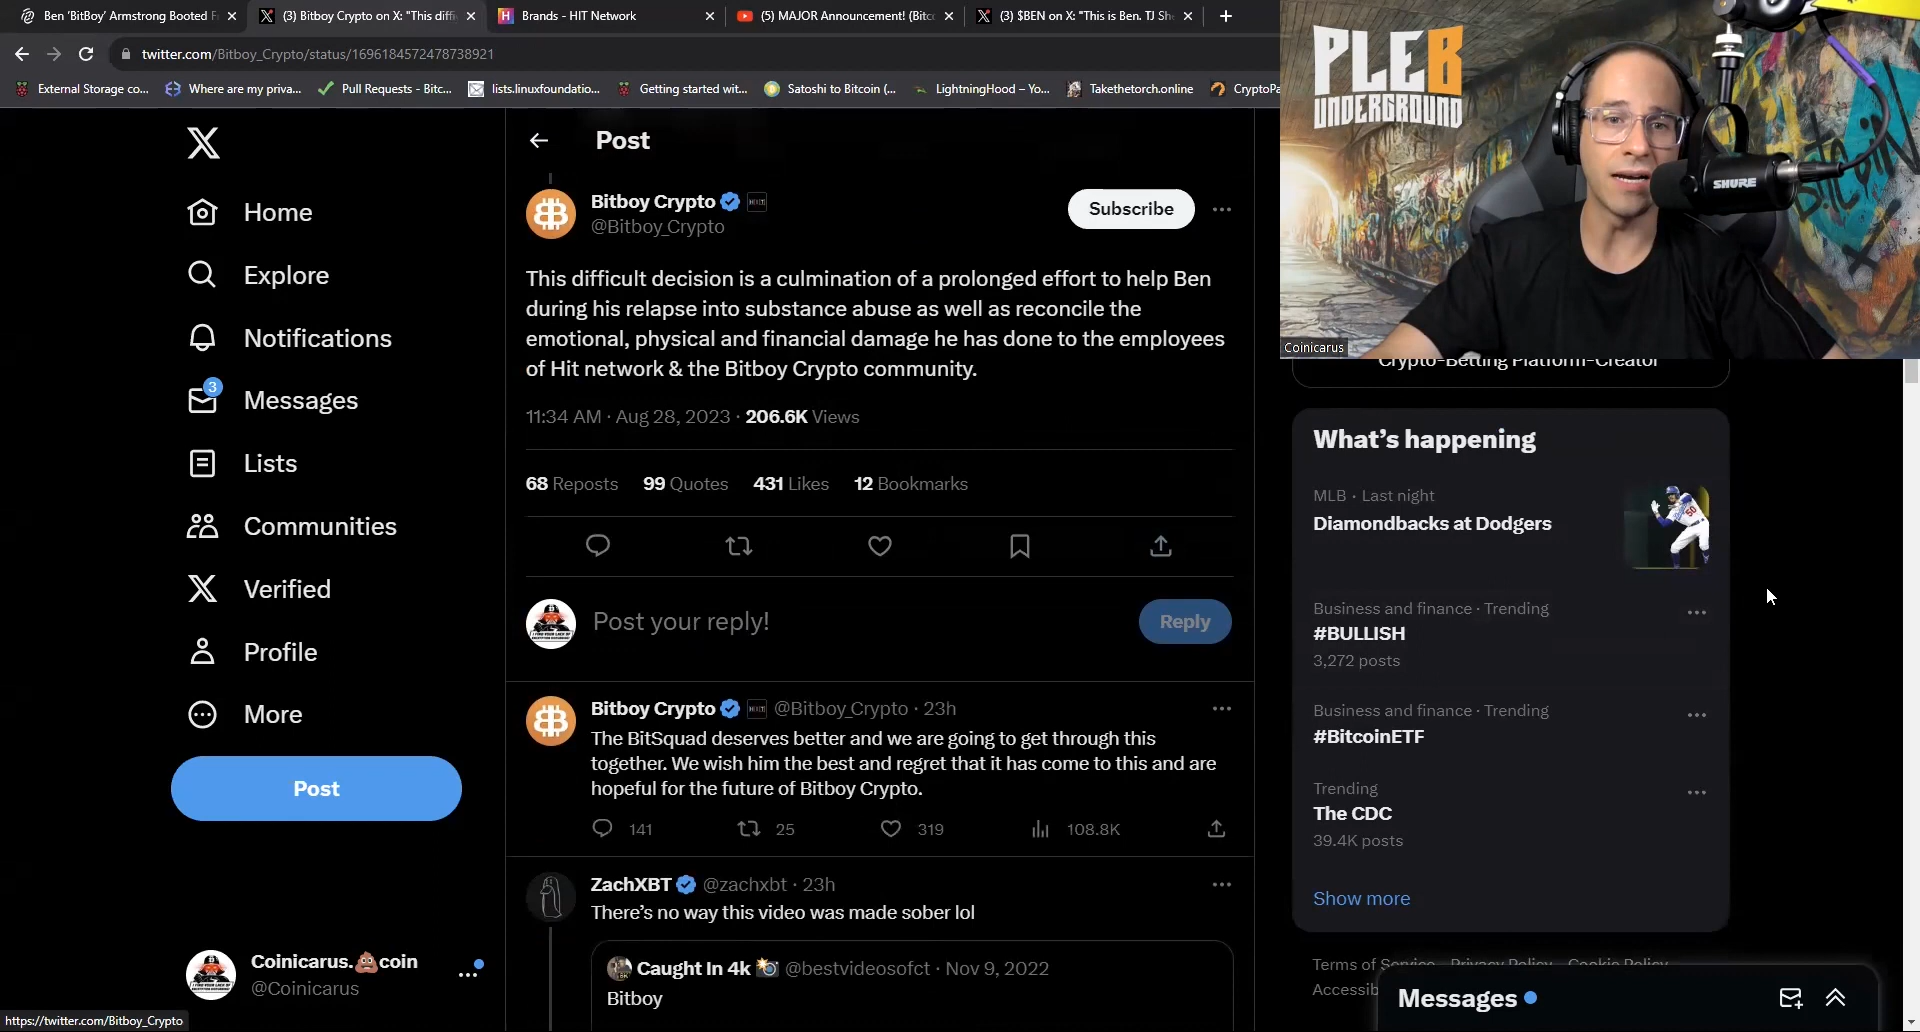 Ben 'BitBoy' Armstrong Booted F
(3) Bitboy Crypto on X: "This diffi
Brands - HIT Network
(5) MAJOR Announcement! (Bitc
(3) $BEN on X: "This is Ben. TJ Sh
twitter.com/Bitboy_Crypto/status/1696184572478738921
External Storage co...
Where are my priva...
Pull Requests - Bitc...
lists.linuxfoundatio...
Getting started wit...
Satoshi to Bitcoin (...
LightningHood – Yo...
Takethetorch.online
CryptoPa
PLEB
UNDERGROUND
SHURE
Coinicarus
Home
Explore
Notifications
3
Messages
Lists
Communities
Verified
Profile
More
Post
Coinicarus.💩coin
@Coinicarus
https://twitter.com/Bitboy_Crypto
Post
Bitboy Crypto
@Bitboy_Crypto
Subscribe
This difficult decision is a culmination of a prolonged effort to help Ben
during his relapse into substance abuse as well as reconcile the
emotional, physical and financial damage he has done to the employees
of Hit network & the Bitboy Crypto community.
11:34 AM · Aug 28, 2023 · 206.6K Views
68 Reposts 99 Quotes 431 Likes 12 Bookmarks
Post your reply!
Reply
Bitboy Crypto @Bitboy_Crypto · 23h
The BitSquad deserves better and we are going to get through this
together. We wish him the best and regret that it has come to this and are
hopeful for the future of Bitboy Crypto.
141 25 319 108.8K
ZachXBT @zachxbt · 23h
There's no way this video was made sober lol
Caught In 4k 📸 @bestvideosofct · Nov 9, 2022
Bitboy
Crypto-Betting Platform-Creator
What's happening
MLB · Last night
Diamondbacks at Dodgers
Business and finance · Trending
#BULLISH
3,272 posts
Business and finance · Trending
#BitcoinETF
Trending
The CDC
39.4K posts
Show more
Terms of Service Privacy Policy Cookie Policy
Accessib
Messages